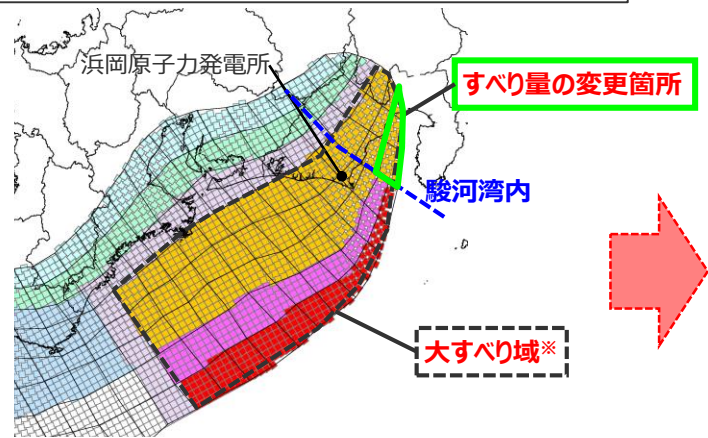 浜岡原子力発電所
すべり量の変更箇所
駿河湾内
大すべり域※